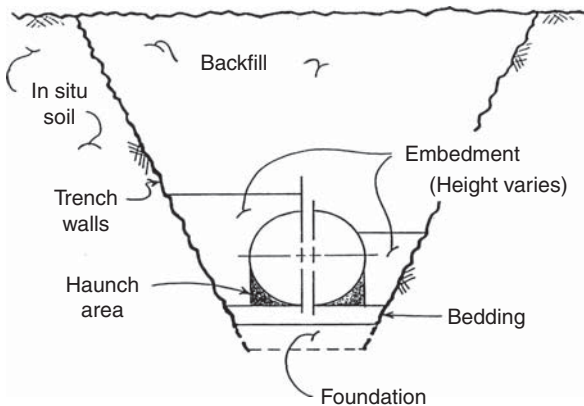 Backfill
In situ
soil
Embedment
(Height varies)
Trench
walls
Haunch
area
Bedding
Foundation